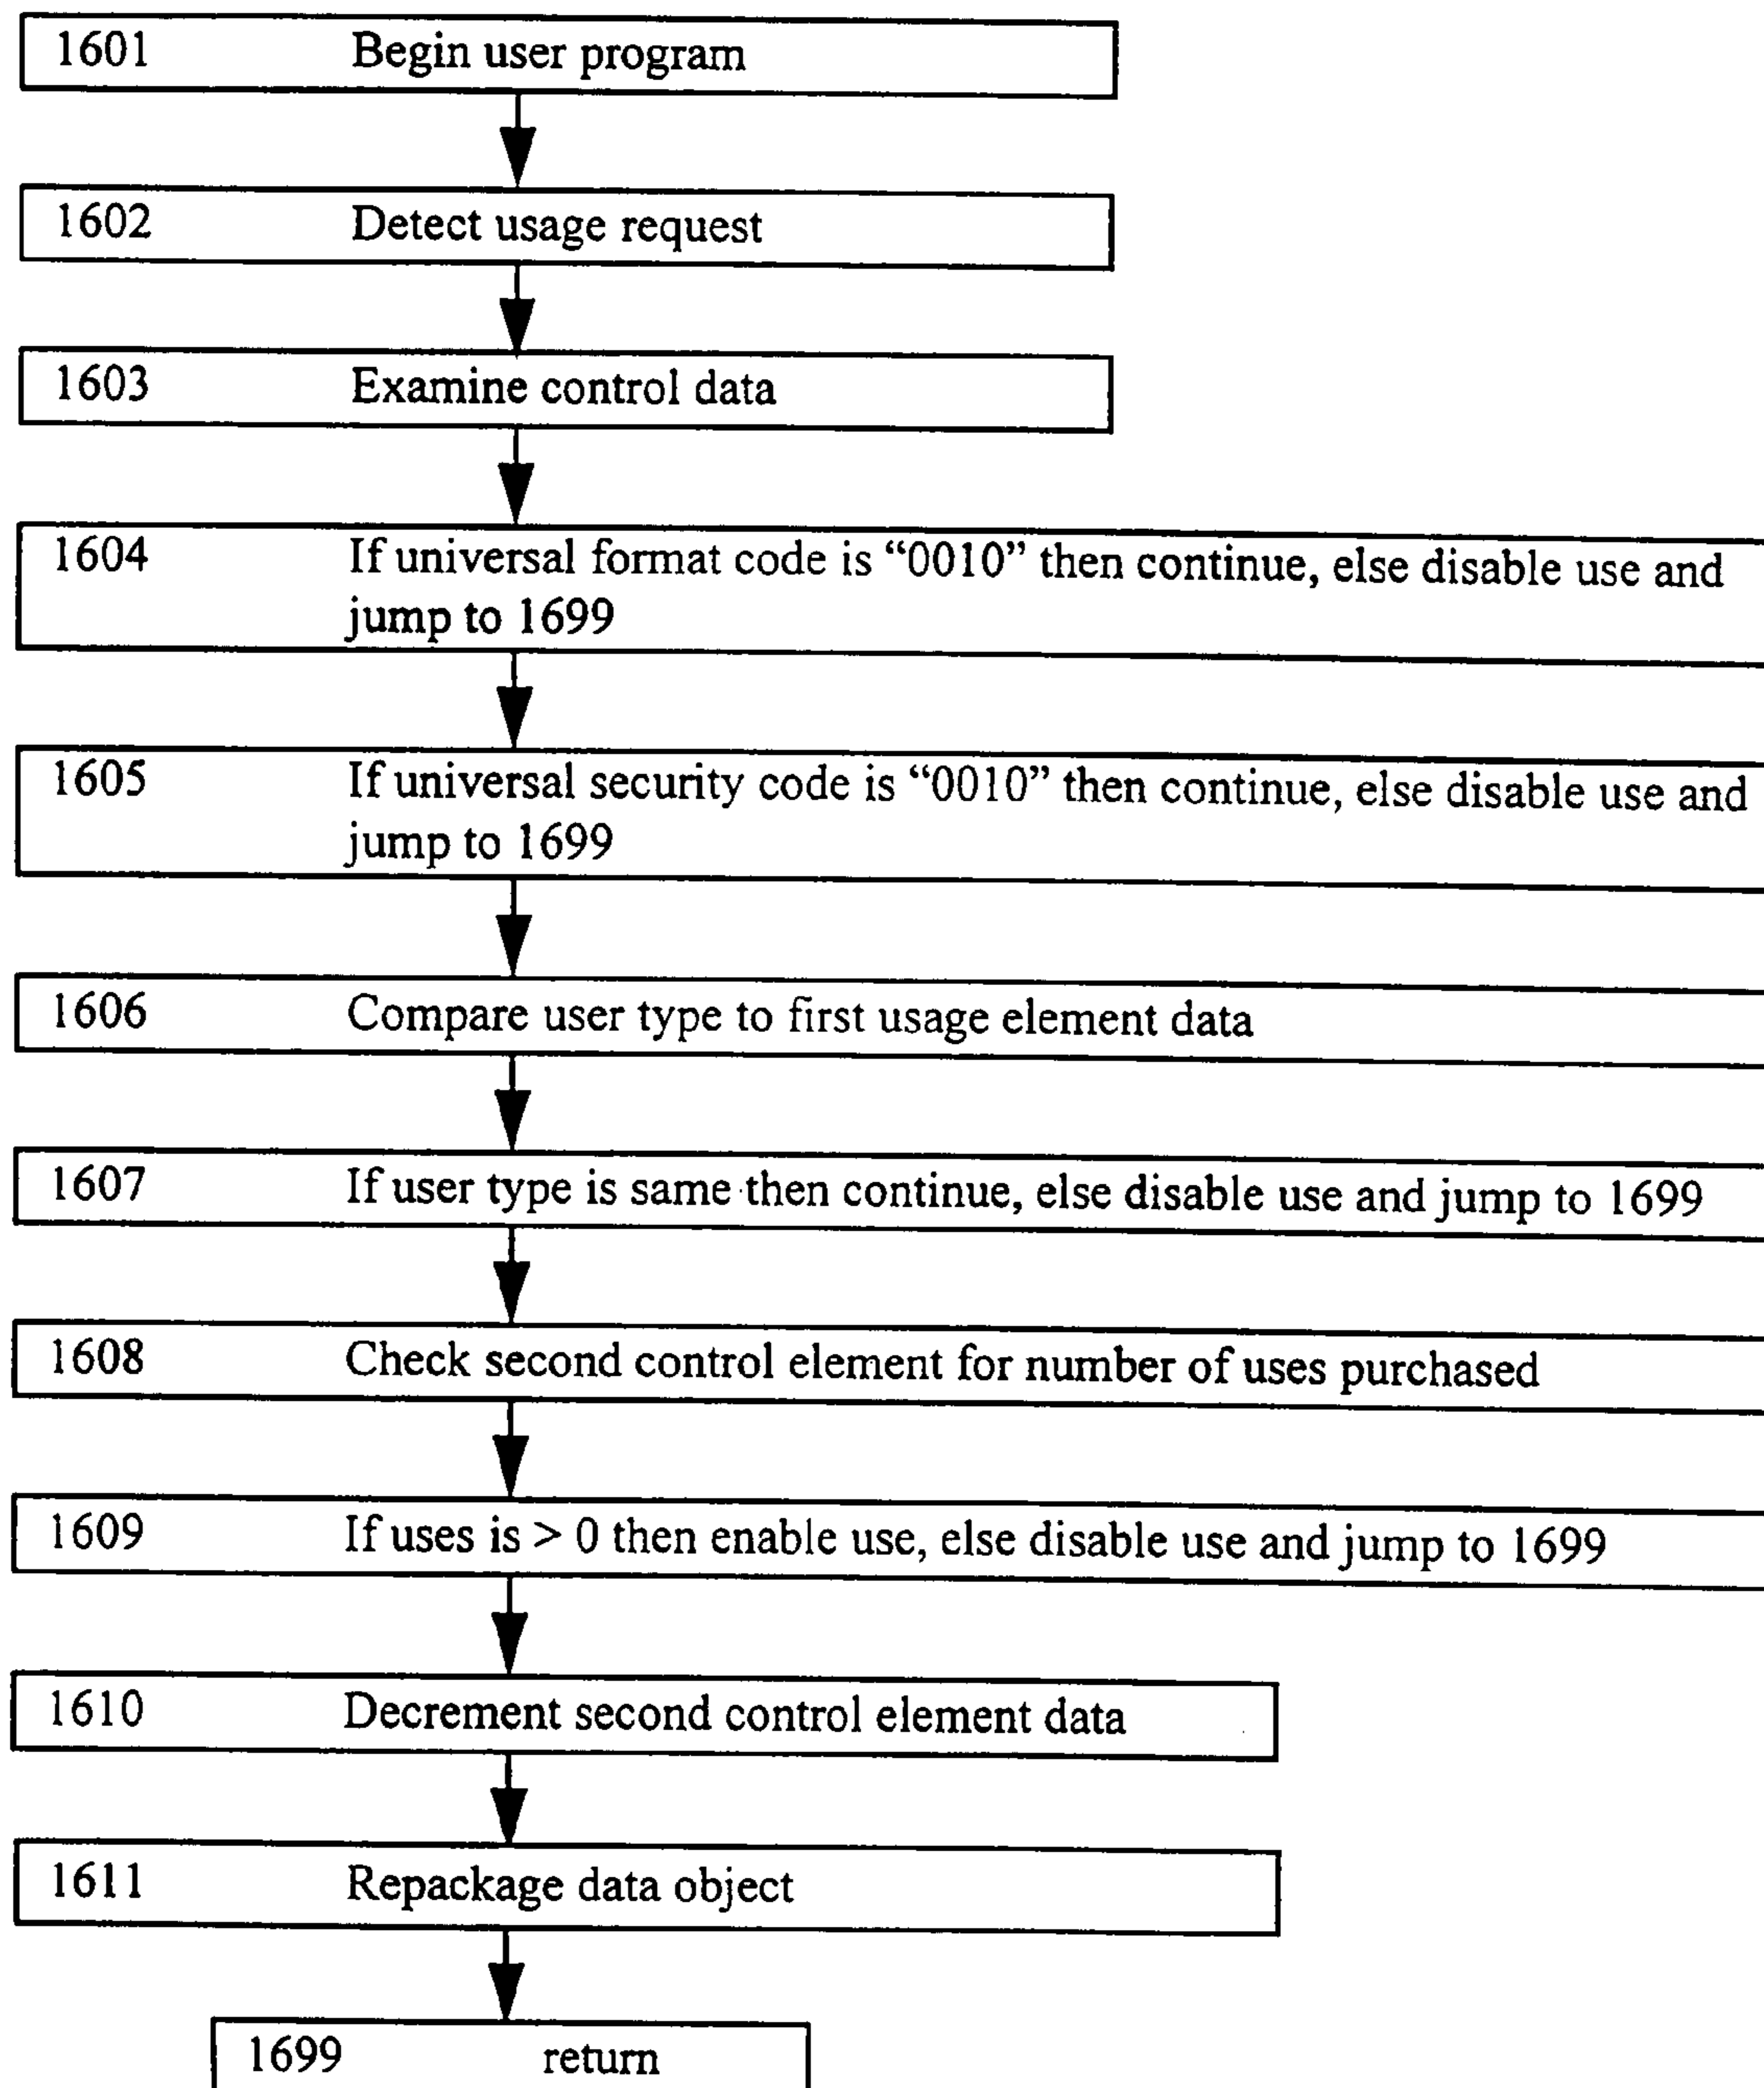 1601 Begin user program
1602 Detect usage request
1603 Examine control data
1604 If universal format code is “0010” then continue, else disable use and
jump to 1699
1605 If universal security code is “0010” then continue, else disable use and
jump to 1699
1606 Compare user type to first usage element data
1607 If user type is same then continue, else disable use and jump to 1699
1608 Check second control element for number of uses purchased
1609 If uses is > 0 then enable use, else disable use and jump to 1699
1610 Decrement second control element data
1611 Repackage data object
1699 return